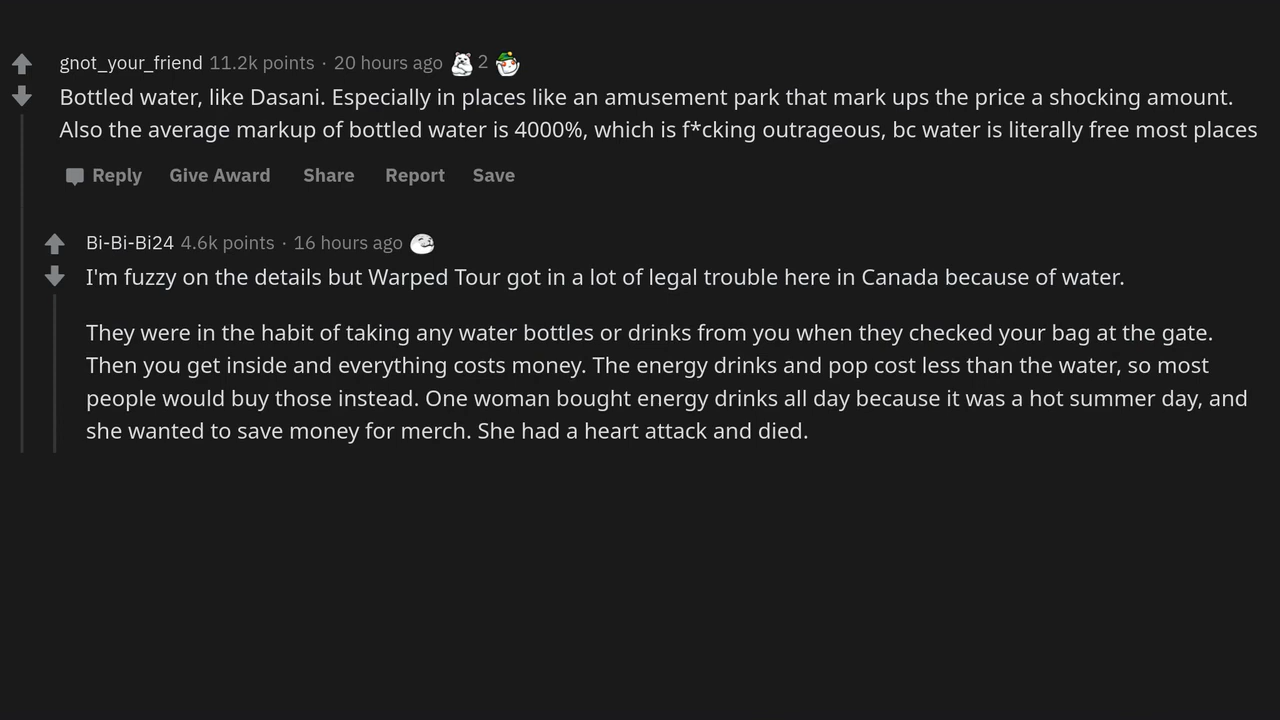 gnot_your_friend 11.2k points · 20 hours ago 2
Bottled water, like Dasani. Especially in places like an amusement park that mark ups the price a shocking amount.
Also the average markup of bottled water is 4000%, which is f*cking outrageous, bc water is literally free most places
Reply Give Award Share Report Save
Bi-Bi-Bi24 4.6k points · 16 hours ago
I'm fuzzy on the details but Warped Tour got in a lot of legal trouble here in Canada because of water.
They were in the habit of taking any water bottles or drinks from you when they checked your bag at the gate.
Then you get inside and everything costs money. The energy drinks and pop cost less than the water, so most
people would buy those instead. One woman bought energy drinks all day because it was a hot summer day, and
she wanted to save money for merch. She had a heart attack and died.